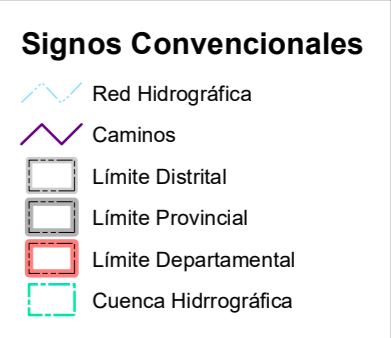 Signos Convencionales
Red Hidrográfica
Caminos
Límite Distrital
Límite Provincial
Límite Departamental
Cuenca Hidrrográfica